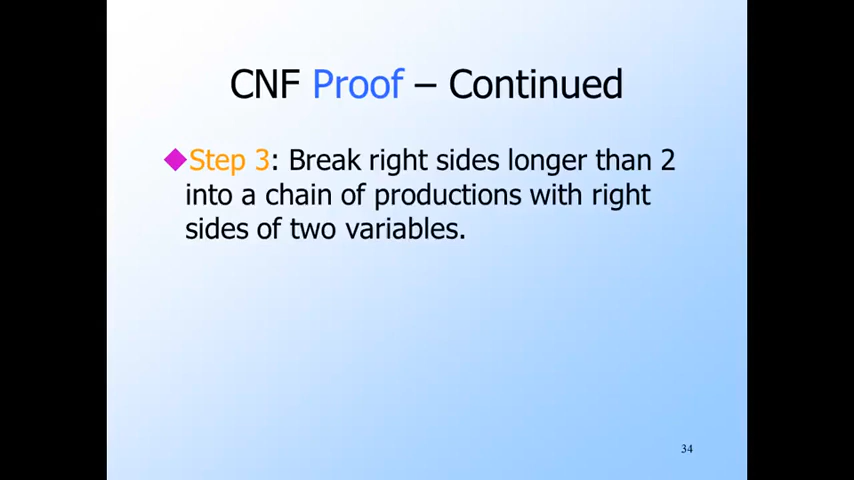 CNF Proof – Continued
◆Step 3: Break right sides longer than 2
into a chain of productions with right
sides of two variables.
34